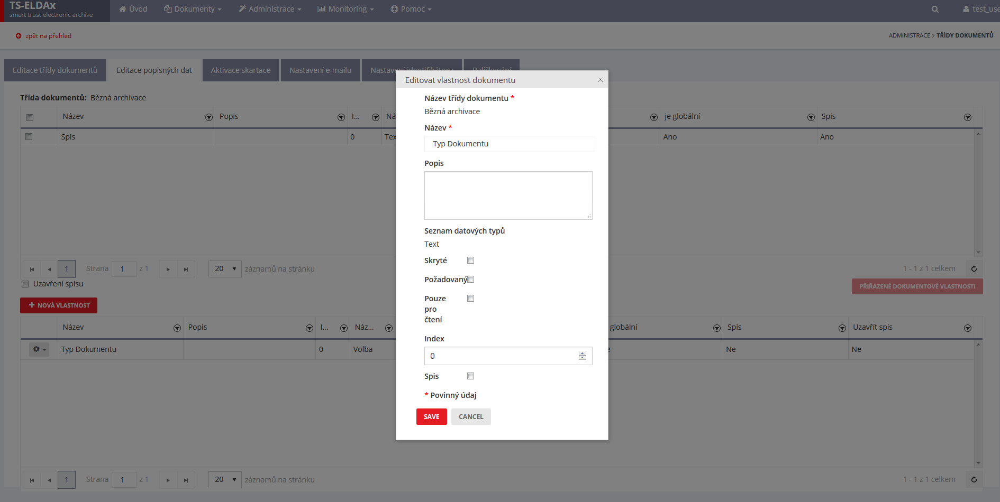 TS-ELDAx
smart trust electronic archive
Úvod
Dokumenty
Administrace
Monitoring
Pomoc
test_use
zpět na přehled
ADMINISTRACE > TŘÍDY DOKUMENTŮ
Editace třídy dokumentů
Editace popisných dat
Aktivace skartace
Nastavení e-mailu
Nastavení identifikátoru
Balíčkování
Třída dokumentů: Bězná archivace
Název
Popis
I...
Ná
je globální
Spis
Spis
0
Tex
Ano
Ano
1
Strana
1
z 1
20
záznamů na stránku
1 - 1 z 1 celkem
Uzavření spisu
PŘIŘAZENÉ DOKUMENTOVÉ VLASTNOSTI
NOVÁ VLASTNOST
Název
Popis
I...
Náz...
globální
Spis
Uzavřít spis
Typ Dokumentu
0
Volba
e
Ne
Ne
1
Strana
1
z 1
20
záznamů na stránku
1 - 1 z 1 celkem
Editovat vlastnost dokumentu
Název třídy dokumentu *
Bězná archivace
Název *
Typ Dokumentu
Popis
Seznam datových typů
Text
Skryté
Požadovaný
Pouze
pro
čtení
Index
0
Spis
* Povinný údaj
SAVE
CANCEL